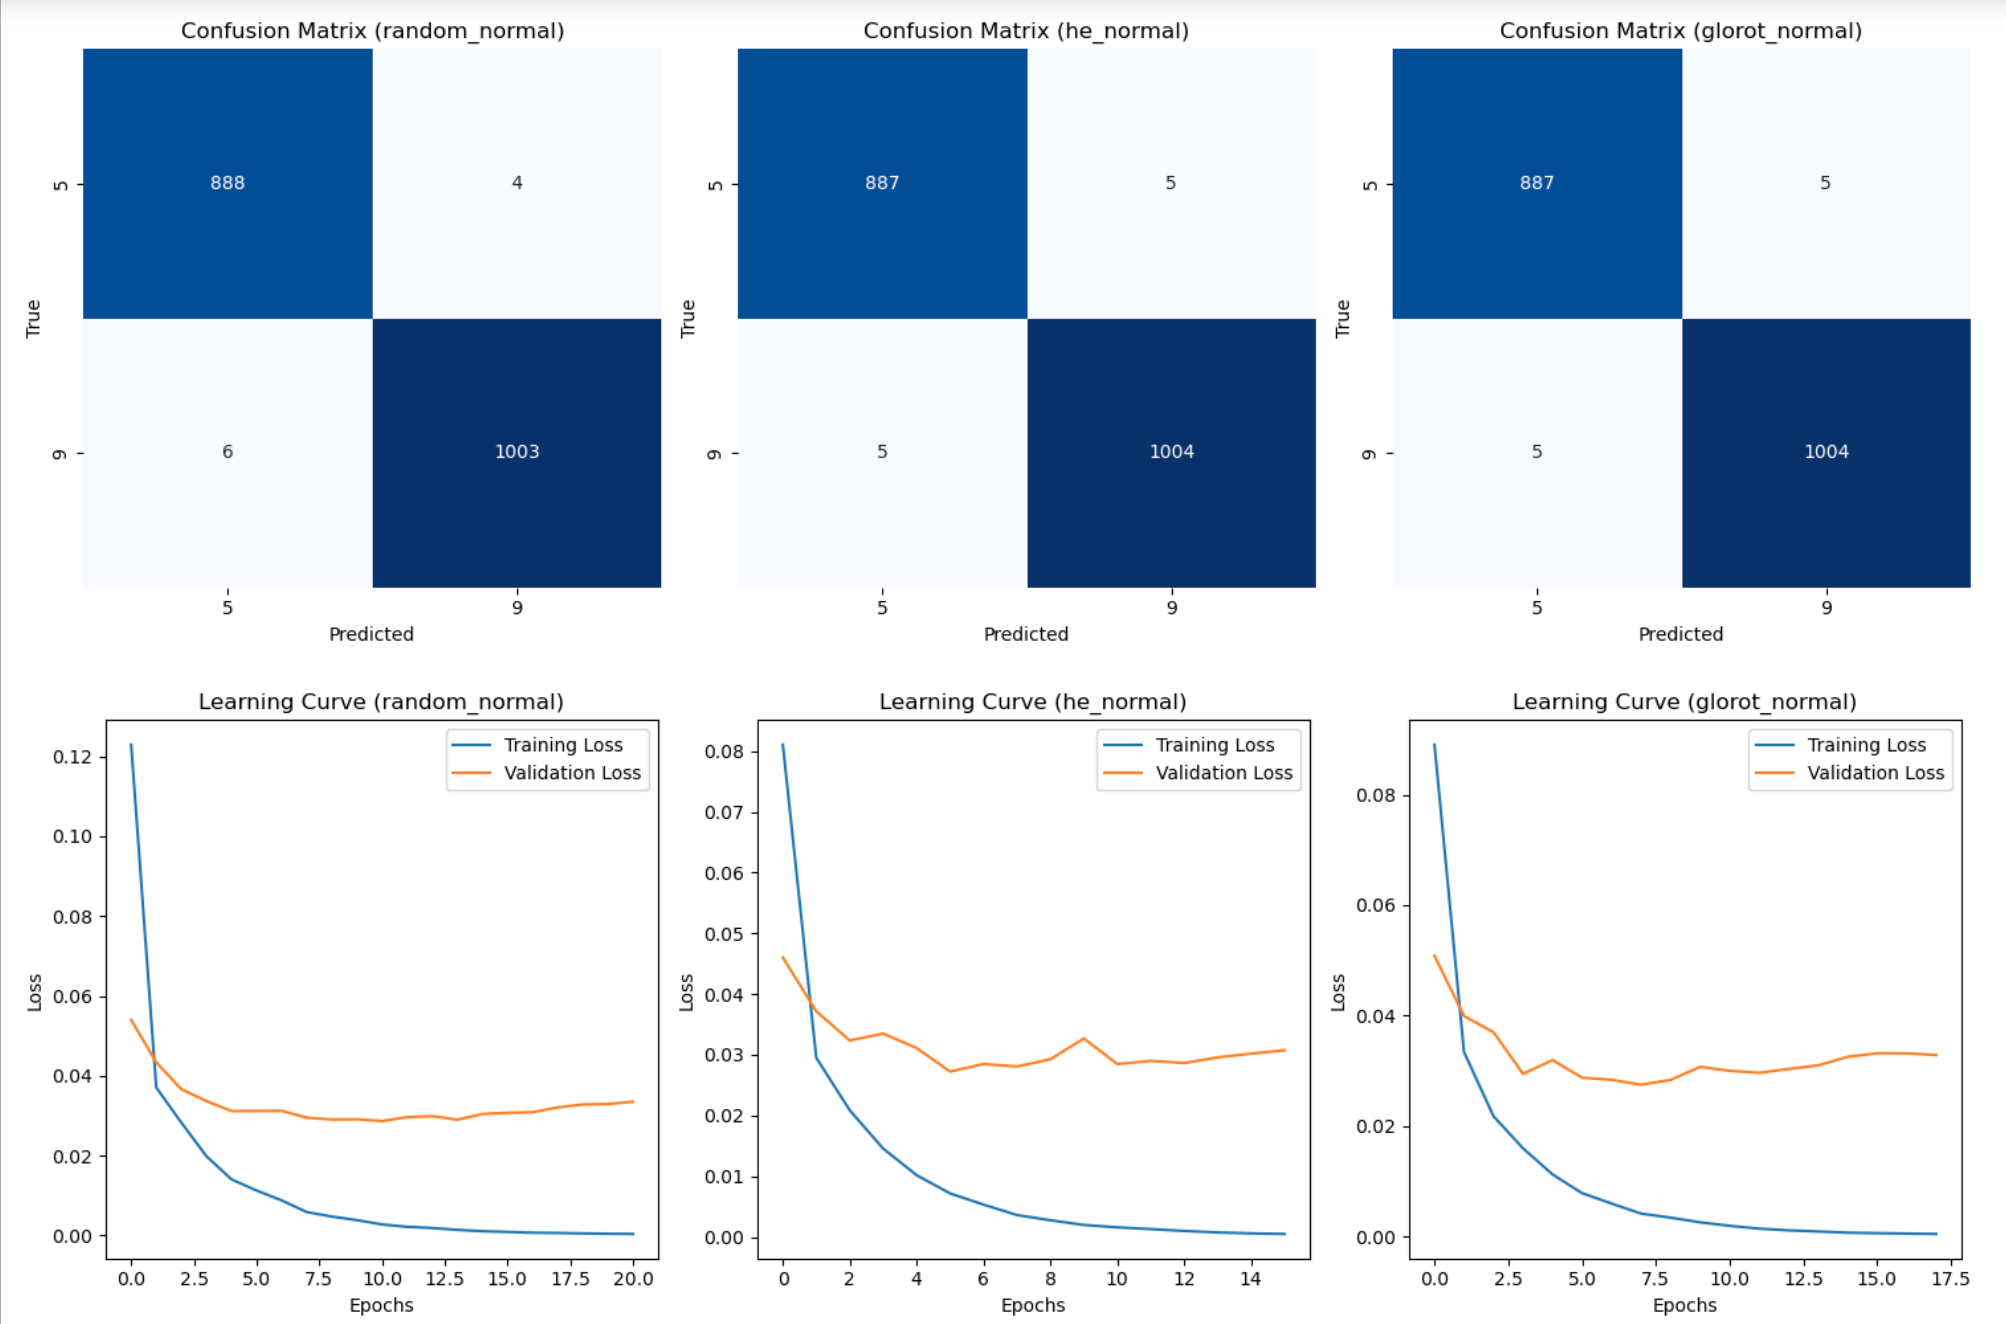 Confusion Matrix (random_normal)
5
888
4
True
9
6
1003
5
9
Predicted
Confusion Matrix (he_normal)
5
887
5
True
9
5
1004
5
9
Predicted
Confusion Matrix (glorot_normal)
5
887
5
True
9
5
1004
5
9
Predicted
Learning Curve (random_normal)
Training Loss
Validation Loss
0.12
0.10
0.08
0.06
0.04
0.02
0.00
Loss
0.0 2.5 5.0 7.5 10.0 12.5 15.0 17.5 20.0
Epochs
Learning Curve (he_normal)
Training Loss
Validation Loss
0.08
0.07
0.06
0.05
0.04
0.03
0.02
0.01
0.00
Loss
0 2 4 6 8 10 12 14
Epochs
Learning Curve (glorot_normal)
Training Loss
Validation Loss
0.08
0.06
0.04
0.02
0.00
Loss
0.0 2.5 5.0 7.5 10.0 12.5 15.0 17.5
Epochs